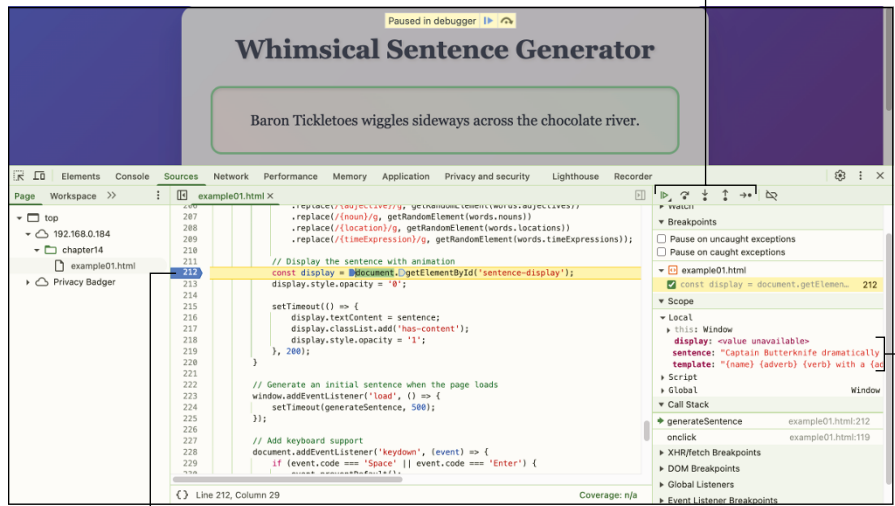 Paused in debugger
Whimsical Sentence Generator
Baron Tickletoes wiggles sideways across the chocolate river.
Elements Console Sources Network Performance Memory Application Privacy and security Lighthouse Recorder
Page Workspace
example01.html
top
192.168.0.184
chapter14
example01.html
Privacy Badger
206 .replace(/{adjective}/g, getRandomElement(words.adjectives))
207 .replace(/{noun}/g, getRandomElement(words.nouns))
208 .replace(/{location}/g, getRandomElement(words.locations))
209 .replace(/{timeExpression}/g, getRandomElement(words.timeExpressions));
210
211 // Display the sentence with animation
212 const display = document.getElementById('sentence-display');
213 display.style.opacity = '0';
214
215 setTimeout(() => {
216 display.textContent = sentence;
217 display.classList.add('has-content');
218 display.style.opacity = '1';
219 }, 200);
220 }
221
222 // Generate an initial sentence when the page loads
223 window.addEventListener('load', () => {
224 setTimeout(generateSentence, 500);
225 });
226
227 // Add keyboard support
228 document.addEventListener('keydown', (event) => {
229 if (event.code === 'Space' || event.code === 'Enter') {
230 event.preventDefault();
{} Line 212, Column 29
Coverage: n/a
Watch
Breakpoints
Pause on uncaught exceptions
Pause on caught exceptions
example01.html
const display = document.getElemen… 212
Scope
Local
this: Window
display: <value unavailable>
sentence: "Captain Butterknife dramatically
template: "{name} {adverb} {verb} with a {ad
Script
Global Window
Call Stack
generateSentence example01.html:212
onclick example01.html:119
XHR/fetch Breakpoints
DOM Breakpoints
Global Listeners
Event Listener Breakpoints